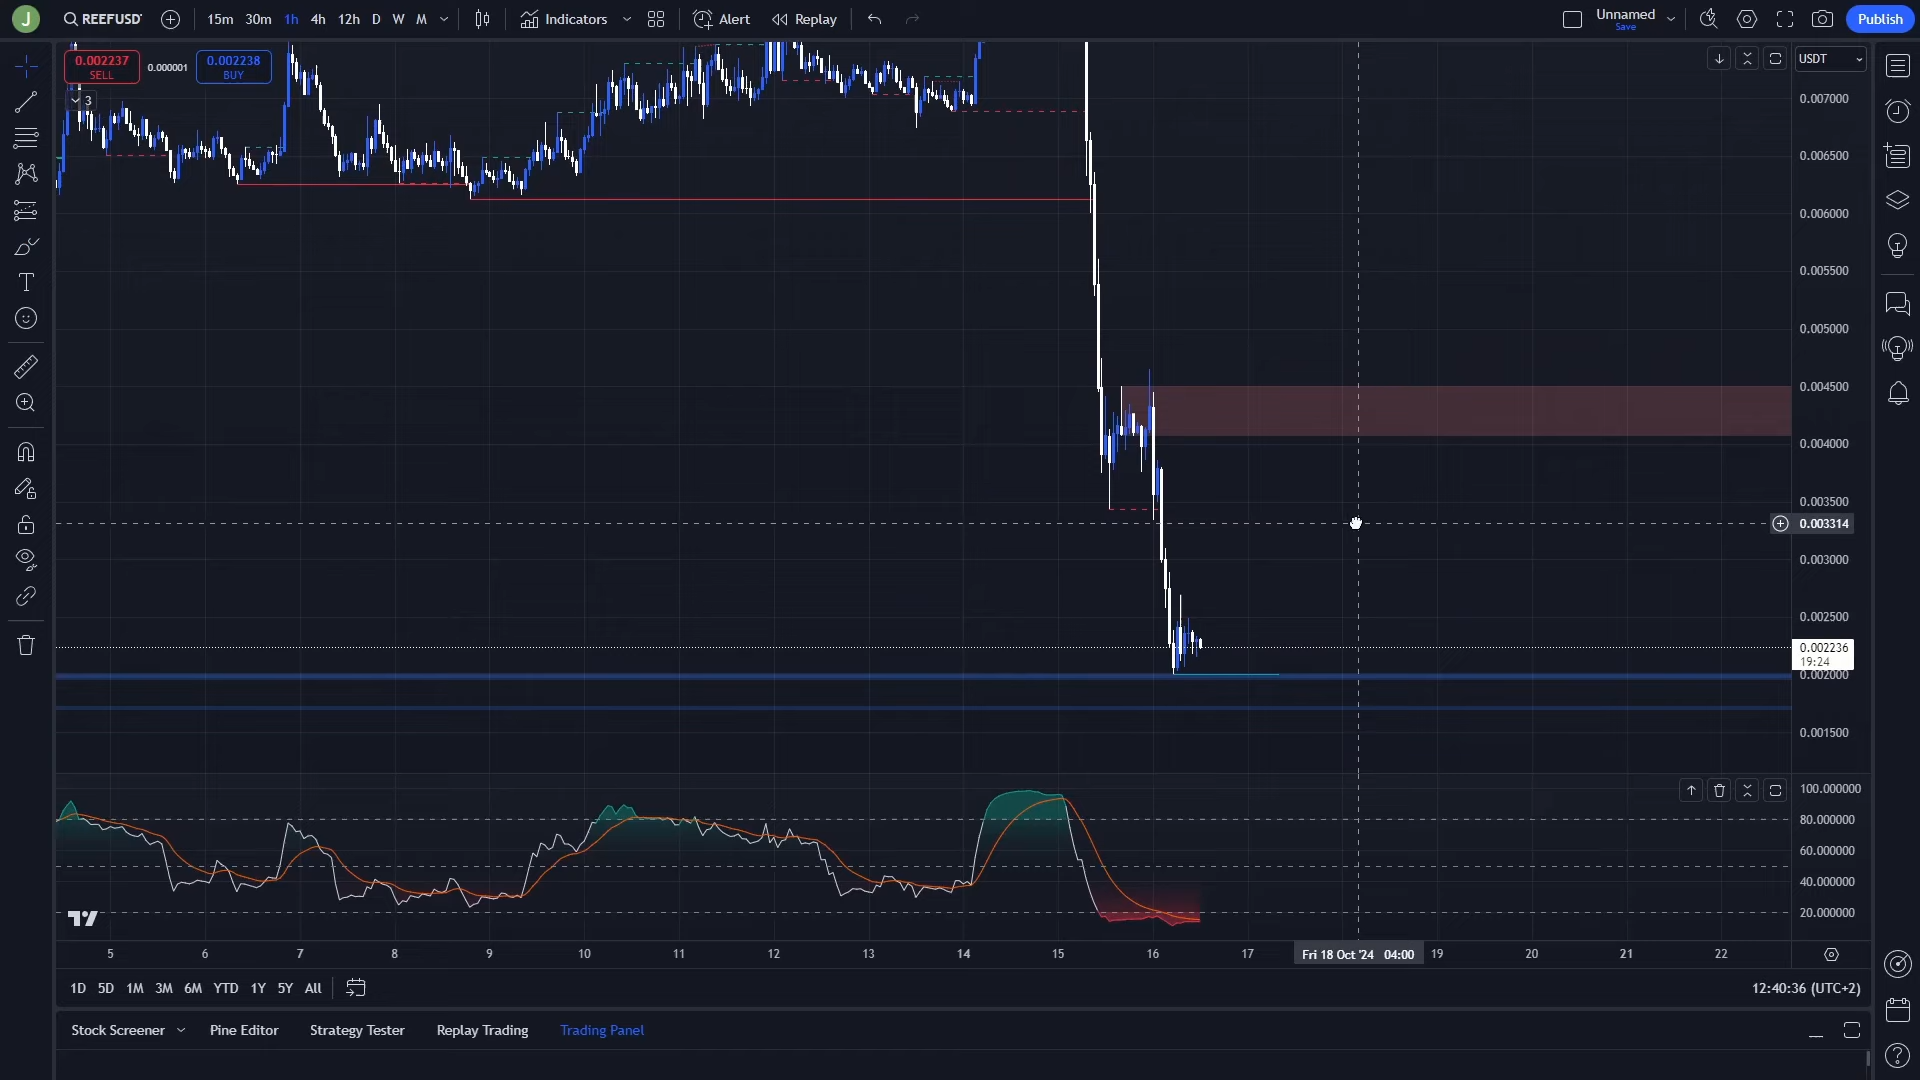 J
REEFUSDT
15m 30m 1h 4h 12h D W M
Indicators
Alert
Replay
Unnamed
Save
Publish
0.002237
SELL
0.000001
0.002238
BUY
3
USDT
0.007000
0.006500
0.006000
0.005500
0.005000
0.004500
0.004000
0.003500
0.003314
0.003000
0.002500
0.002236
19:24
0.002000
0.001500
100.000000
80.000000
60.000000
40.000000
20.000000
5 6 7 8 9 10 11 12 13 14 15 16 17 Fri 18 Oct '24 04:00 19 20 21 22
1D 5D 1M 3M 6M YTD 1Y 5Y All
12:40:36 (UTC+2)
Stock Screener Pine Editor Strategy Tester Replay Trading Trading Panel